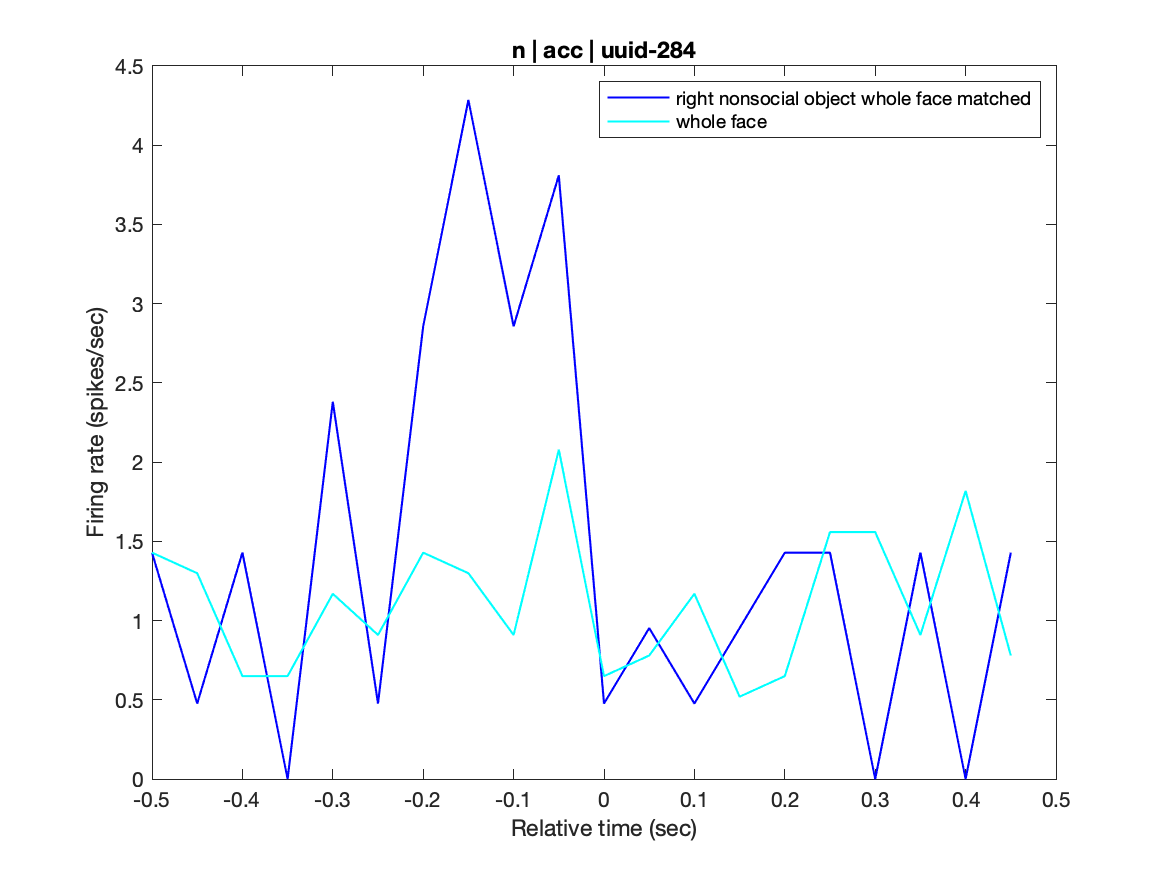 n | acc | uuid-284
4.5
4
3.5
3
2.5
2
1.5
1
0.5
0
Firing rate (spikes/sec)
right nonsocial object whole face matched
whole face
-0.5 -0.4 -0.3 -0.2 -0.1 0 0.1 0.2 0.3 0.4 0.5
Relative time (sec)